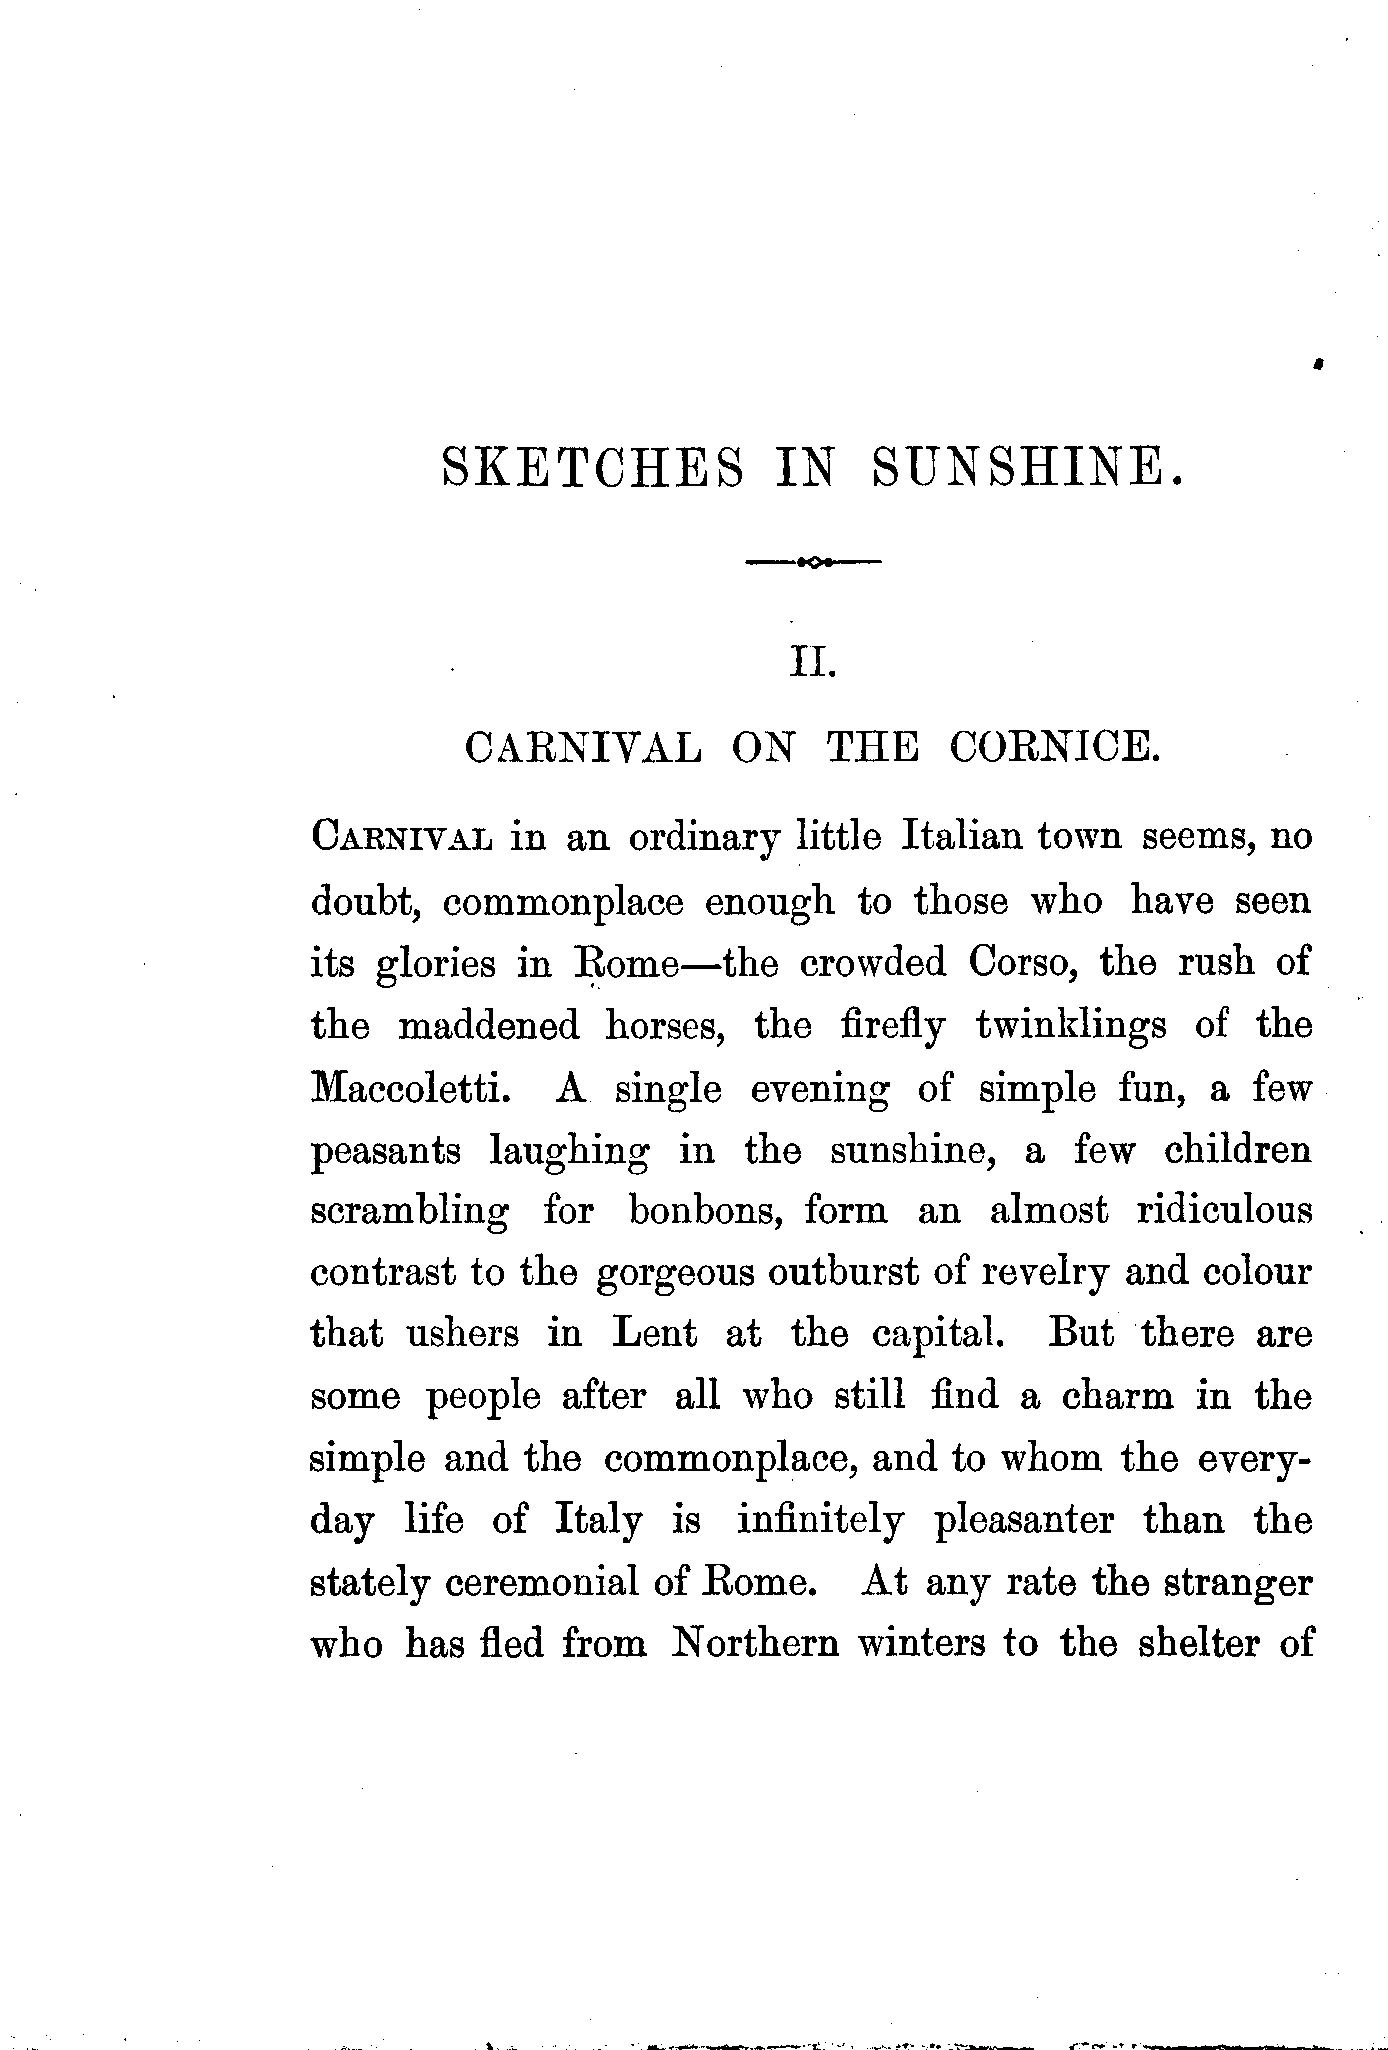 SKETCHES IN SUNSHINE.
II.
CARNIVAL ON THE CORNICE.
CARNIVAL in an ordinary little Italian town seems, no
doubt, commonplace enough to those who have seen
its glories in Rome—the crowded Corso, the rush of
the maddened horses, the firefly twinklings of the
Maccoletti. A single evening of simple fun, a few
peasants laughing in the sunshine, a few children
scrambling for bonbons, form an almost ridiculous
contrast to the gorgeous outburst of revelry and colour
that ushers in Lent at the capital. But there are
some people after all who still find a charm in the
simple and the commonplace, and to whom the every-
day life of Italy is infinitely pleasanter than the
stately ceremonial of Rome. At any rate the stranger
who has fled from Northern winters to the shelter of